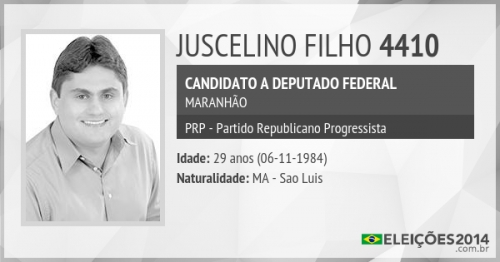 JUSCELINO FILHO 4410
CANDIDATO A DEPUTADO FEDERAL
MARANHÃO
PRP - Partido Republicano Progressista
Idade: 29 anos (06-11-1984)
Naturalidade: MA - Sao Luis
ELEIÇÕES2014
.com.br